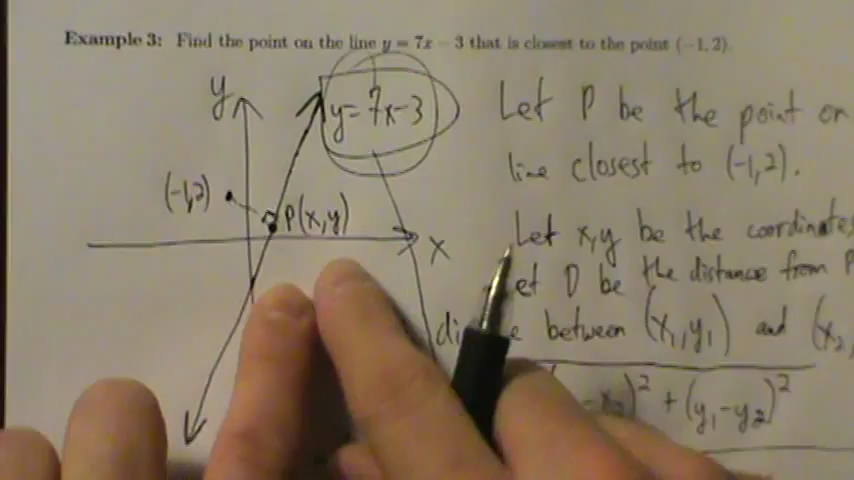 Example 3: Find the point on the line y = 7x − 3 that is closest to the point (−1, 2).
y
y=7x-3
(-1,2)
P(x,y)
x
Let P be the point on
line closest to (-1,2).
Let x,y be the coordinates
et D be the distance from P
between (x₁,y₁) and (x₂,
-x₂)² + (y₁-y₂)²